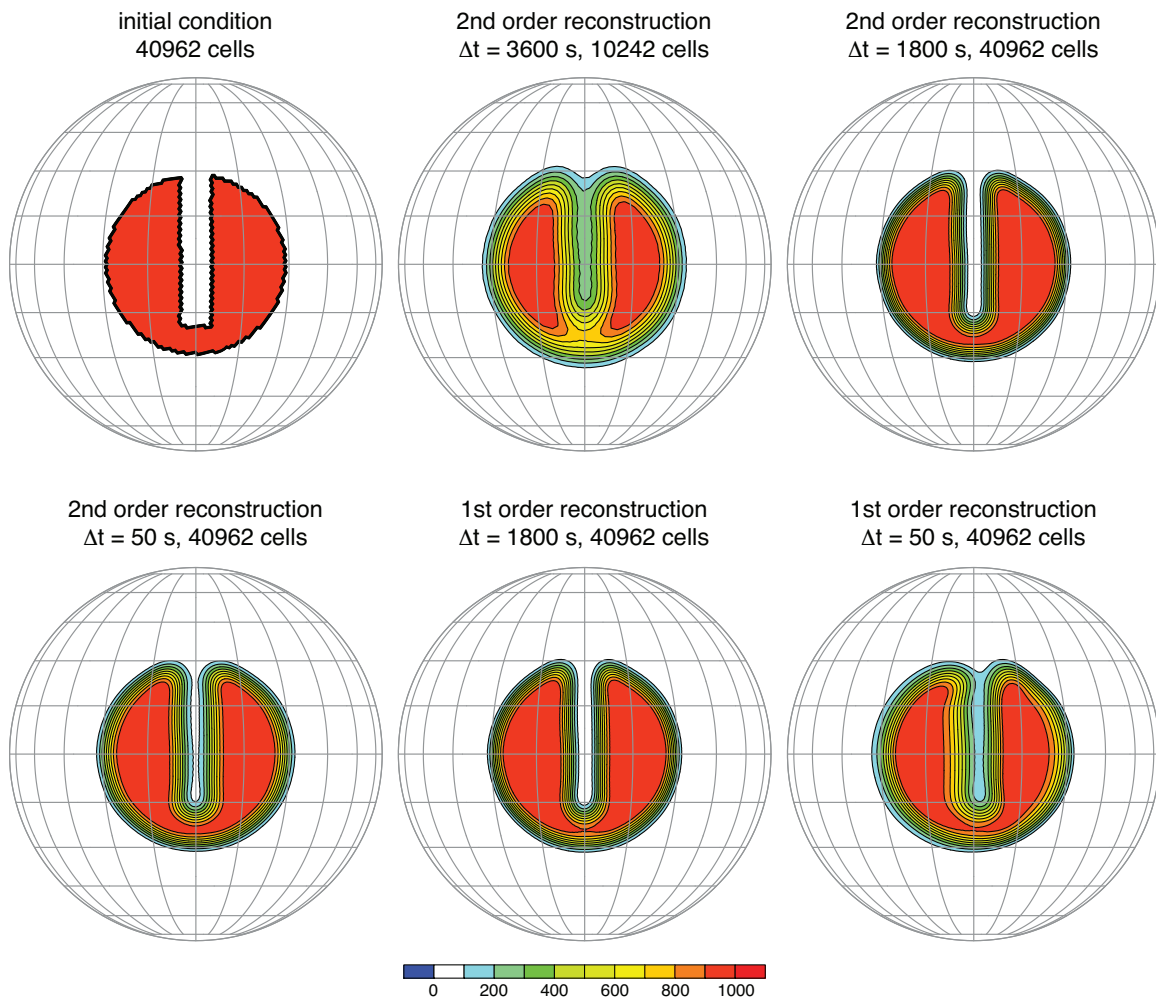 initial condition
40962 cells
2nd order reconstruction
Δt = 3600 s, 10242 cells
2nd order reconstruction
Δt = 1800 s, 40962 cells
2nd order reconstruction
Δt = 50 s, 40962 cells
1st order reconstruction
Δt = 1800 s, 40962 cells
1st order reconstruction
Δt = 50 s, 40962 cells
0 200 400 600 800 1000